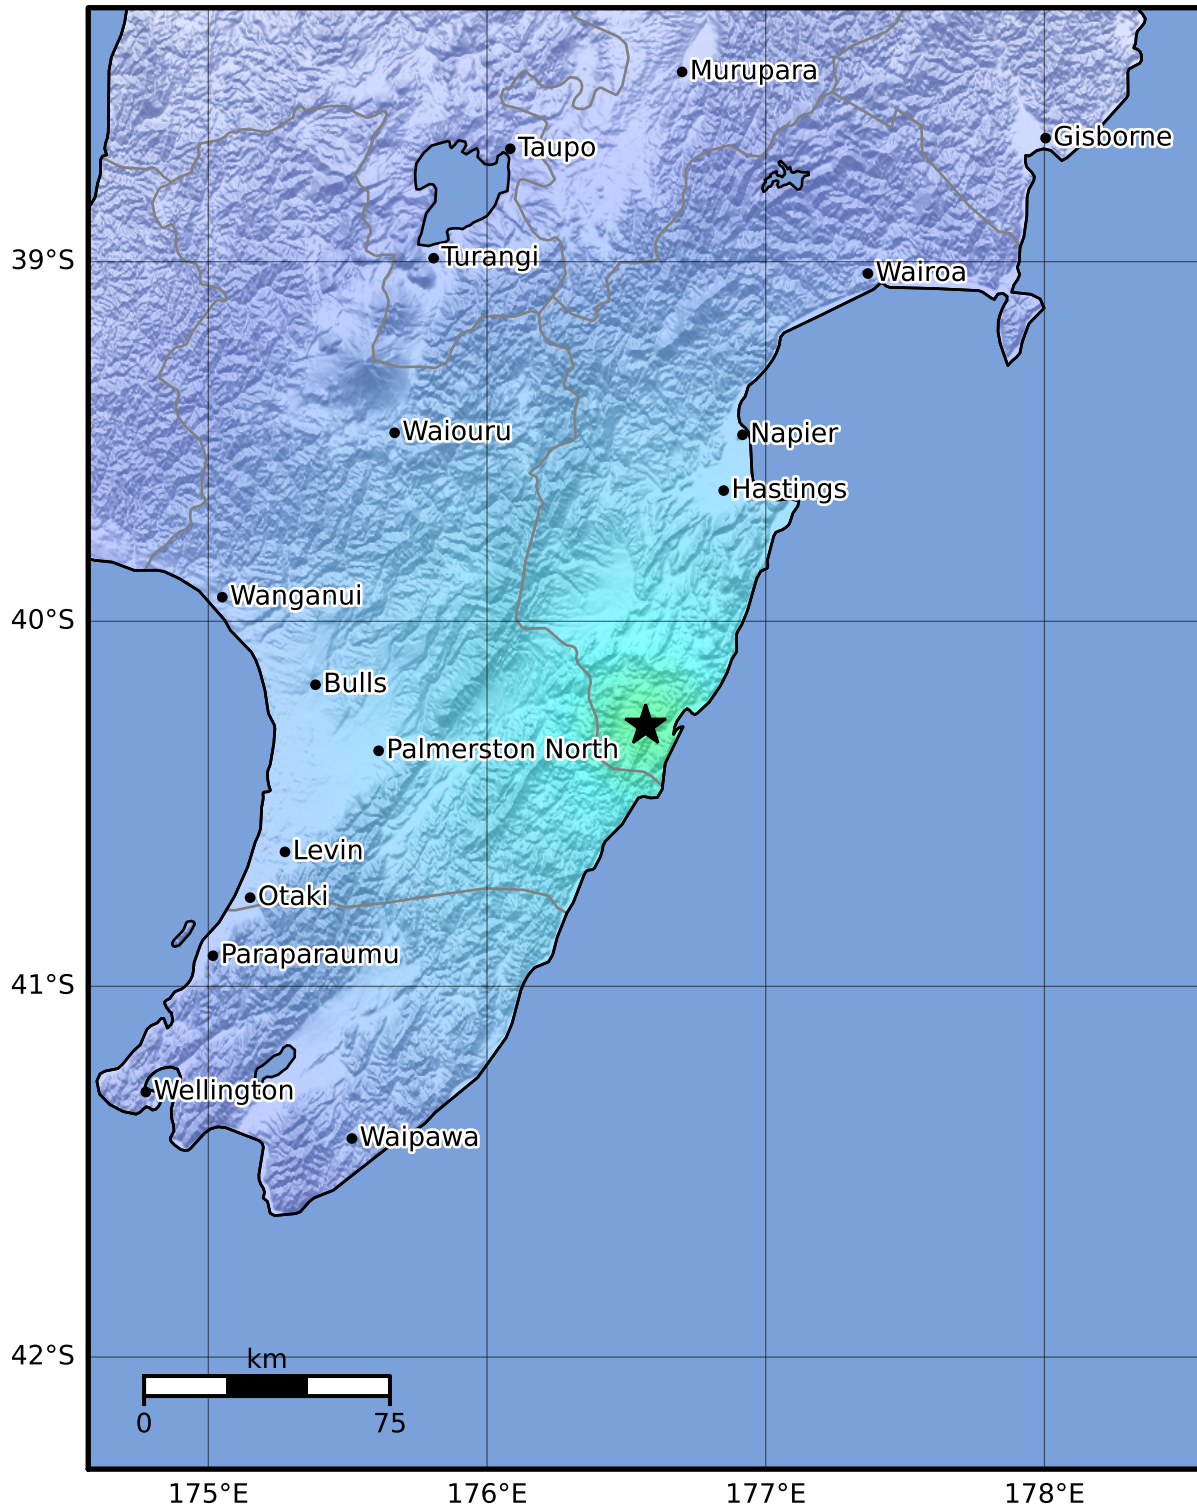 Murupara
Gisborne
Taupo
Turangi
39°S
Wairoa
Waiouru
Napier
Hastings
Wanganui
40°S
Bulls
Palmerston North
Levin
Otaki
Paraparaumu
41°S
Wellington
Waipawa
42°S
km
0 75
175°E 176°E 177°E 178°E